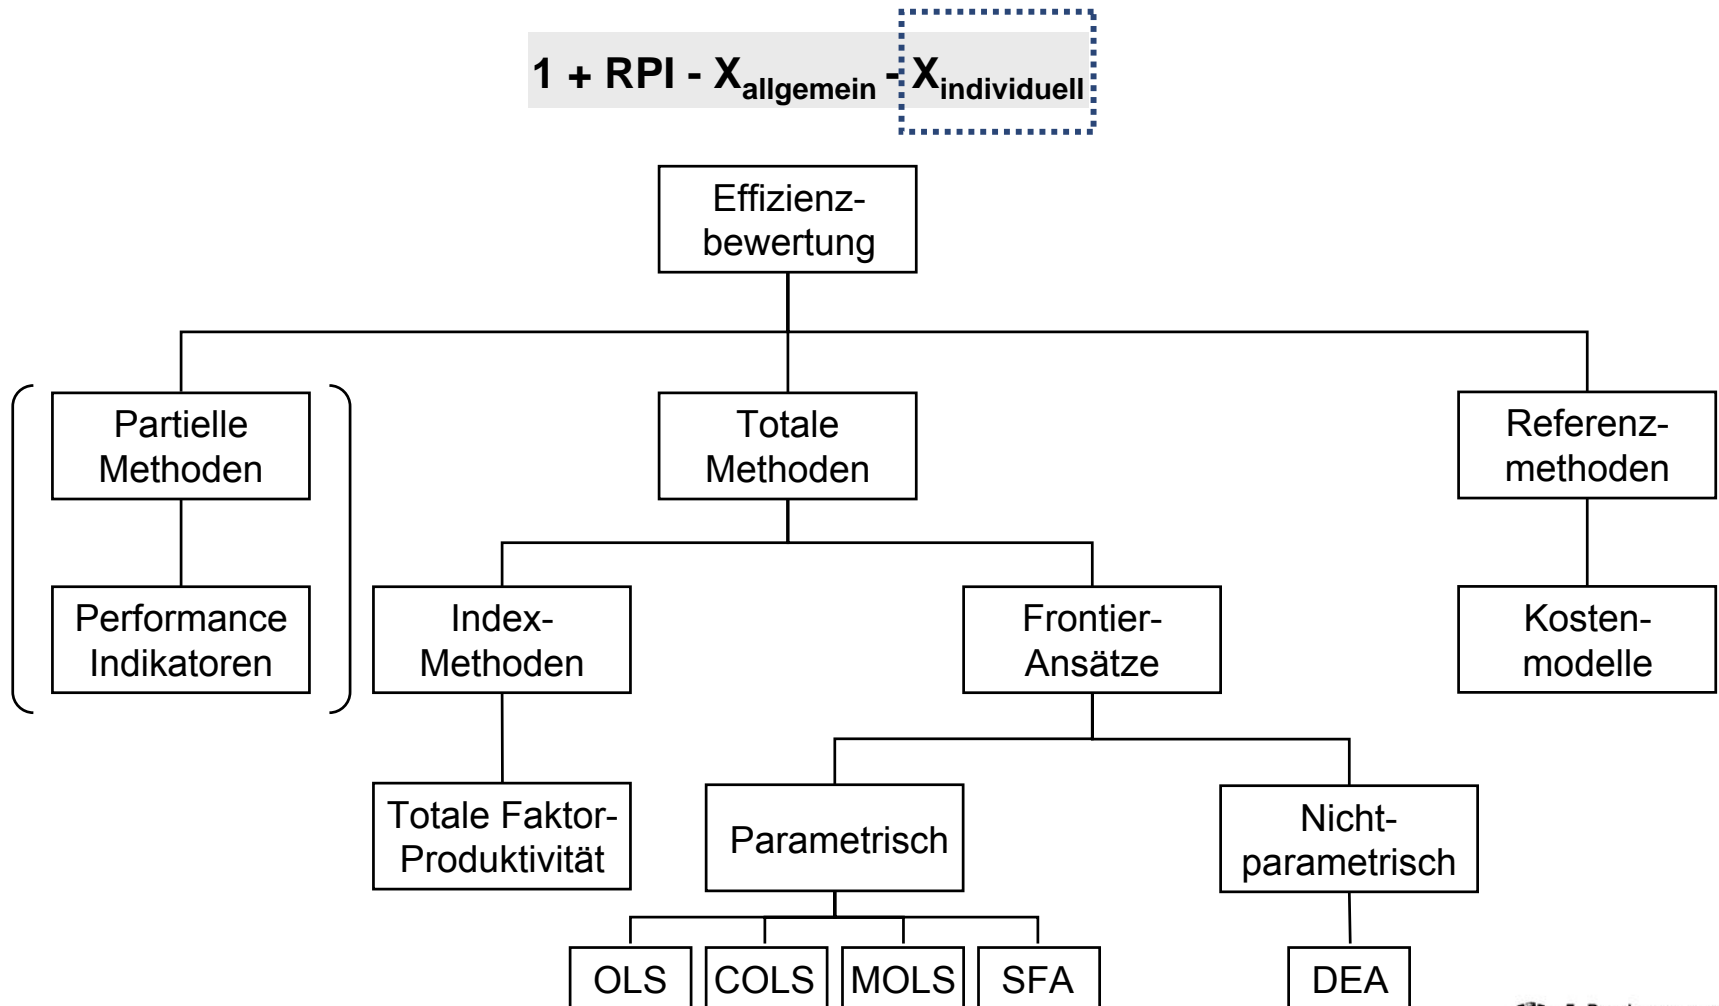 1 + RPI - Xallgemein - Xindividuell
Effizienz-
bewertung
Partielle
Methoden
Totale
Methoden
Referenz-
methoden
Performance
Indikatoren
Index-
Methoden
Frontier-
Ansätze
Kosten-
modelle
Totale Faktor-
Produktivität
Parametrisch
Nicht-
parametrisch
OLS
COLS
MOLS
SFA
DEA